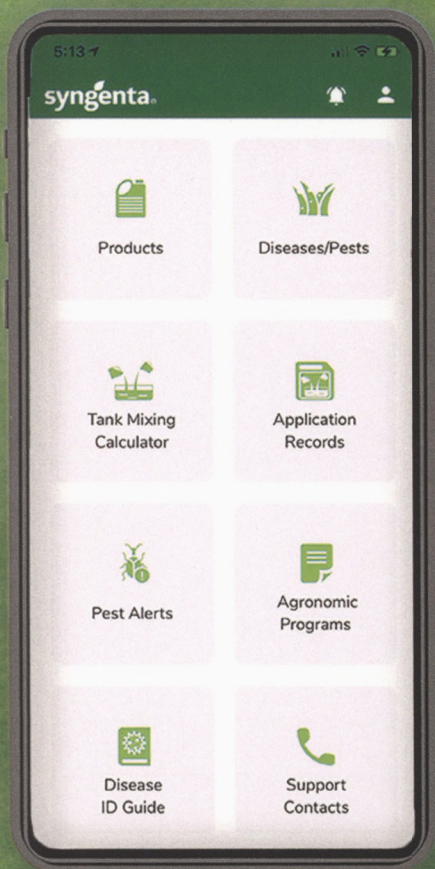 5:13
syngenta.
Products
Diseases/Pests
Tank Mixing
Calculator
Application
Records
Pest Alerts
Agronomic
Programs
Disease
ID Guide
Support
Contacts